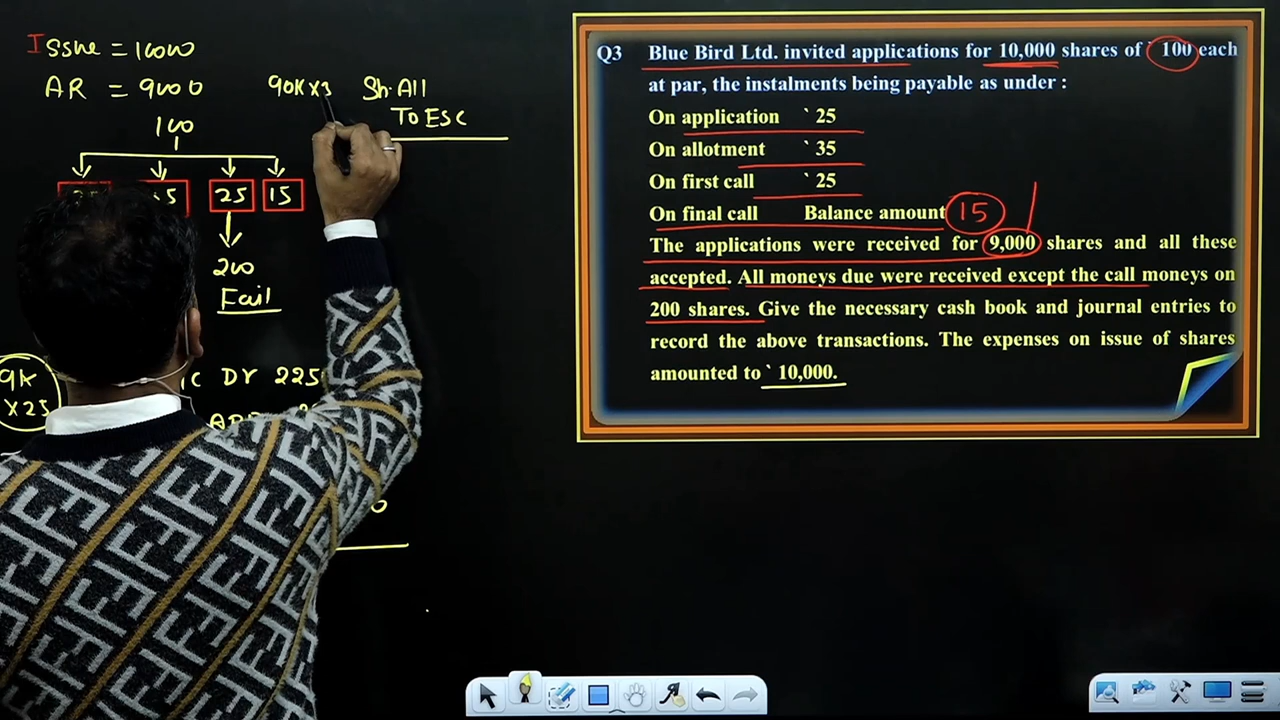 Issue = 10000
AR = 9000
100
25 15
200
Fail
9K
X25
DY 225
90K x 3 Sh. All
To ESC
Q3 Blue Bird Ltd. invited applications for 10,000 shares of ` 100 each
at par, the instalments being payable as under :
On application ` 25
On allotment ` 35
On first call ` 25
On final call Balance amount 15
The applications were received for 9,000 shares and all these
accepted. All moneys due were received except the call moneys on
200 shares. Give the necessary cash book and journal entries to
record the above transactions. The expenses on issue of shares
amounted to ` 10,000.